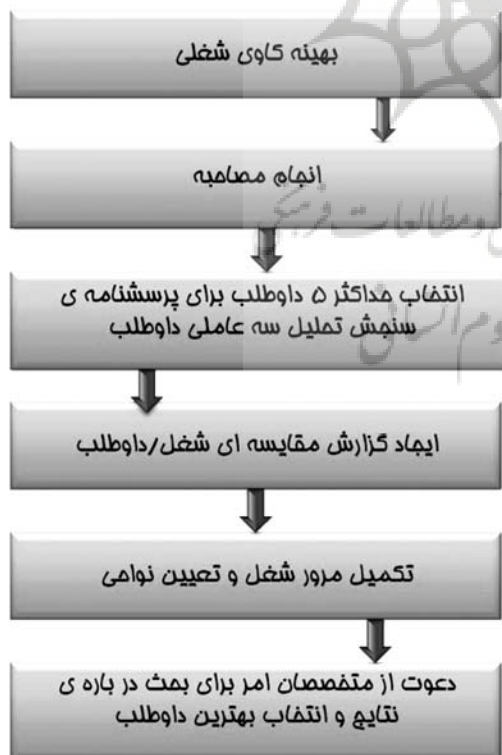 بهینه کاوی شغلی
انجام مصاحبه
انتخاب حداکثر ۵ داوطلب برای پرسشنامه ی
سنجش تحلیل سه عاملی داوطلب
ایجاد گزارش مقایسه ای شغل/داوطلب
تکمیل مرور شغل و تعیین نواحی
دعوت از متخصصان امر برای بحث در باره ی
نتایج و انتخاب بهترین داوطلب
و مطالعات فرهنگی